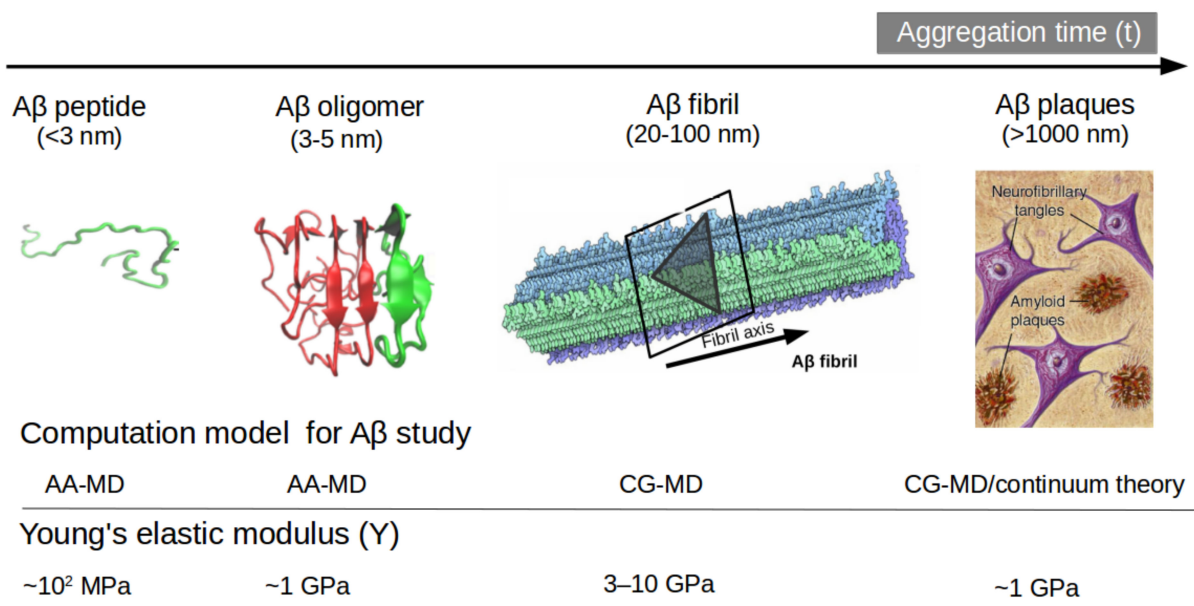 Aggregation time (t)
Aβ peptide
(<3 nm)
Aβ oligomer
(3-5 nm)
Aβ fibril
(20-100 nm)
Aβ plaques
(>1000 nm)
Fibril axis
Aβ fibril
Neurofibrillary
tangles
Amyloid
plaques
Computation model for Aβ study
AA-MD AA-MD CG-MD CG-MD/continuum theory
Young's elastic modulus (Y)
~10² MPa ~1 GPa 3–10 GPa ~1 GPa